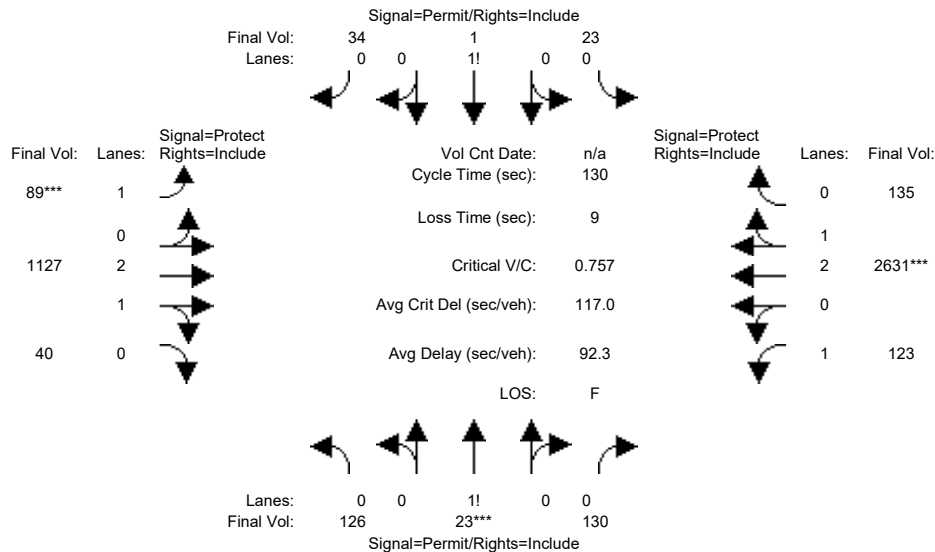 Signal=Permit/Rights=Include
Final Vol: 34 1 23
Lanes: 0 0 1! 0 0
Signal=Protect Signal=Protect
Final Vol: Lanes: Rights=Include Vol Cnt Date: n/a Rights=Include Lanes: Final Vol:
Cycle Time (sec): 130
89*** 1 0 135
Loss Time (sec): 9
0 1
1127 2 Critical V/C: 0.757 2 2631***
1 Avg Crit Del (sec/veh): 117.0 0
40 0 Avg Delay (sec/veh): 92.3 1 123
LOS: F
Lanes: 0 0 1! 0 0
Final Vol: 126 23*** 130
Signal=Permit/Rights=Include